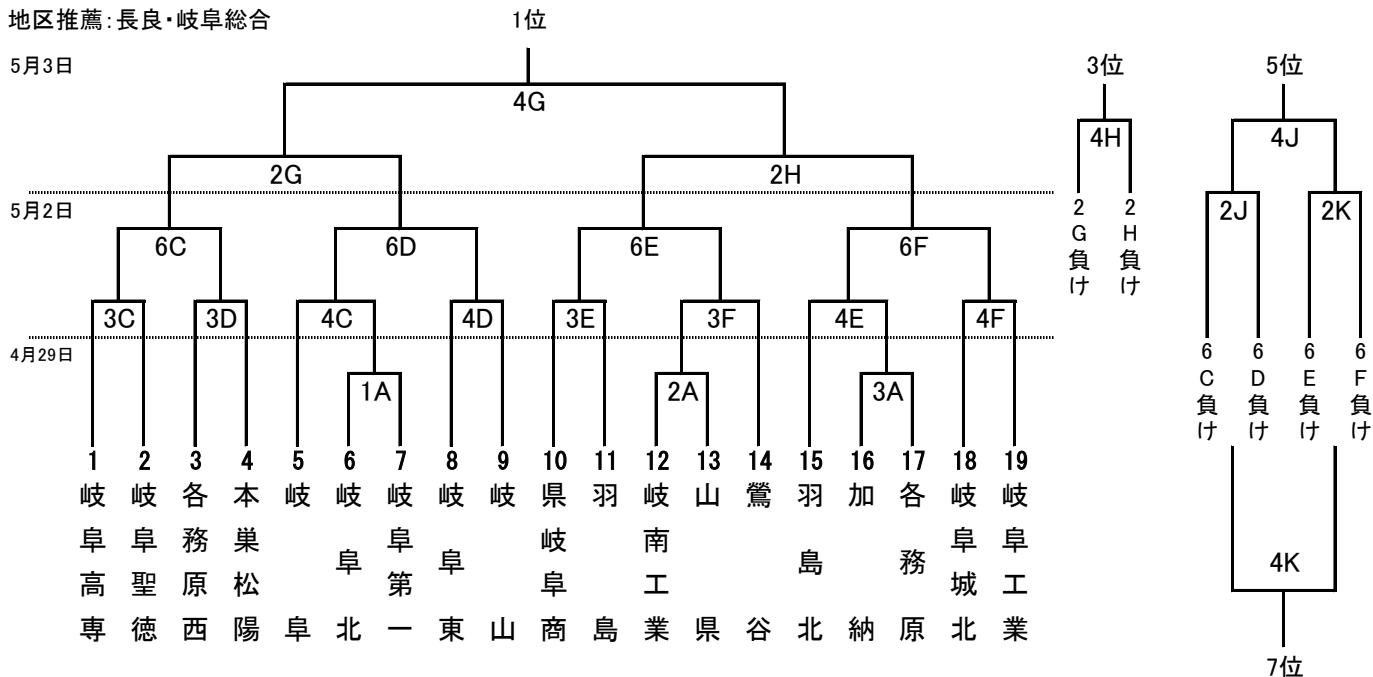 地区推薦：長良・岐阜総合
1位
5月3日
3位
5位
4G
4H
4J
2G
2H
5月2日
2G負け
2H負け
2J
2K
6C
6D
6E
6F
3C
3D
4C
4D
3E
3F
4E
4F
4月29日
6C負け
6D負け
6E負け
6F負け
1A
2A
3A
1 岐阜高専
2 岐阜聖徳
3 各務原西
4 本巣松陽
5 岐阜
6 岐阜北
7 岐阜第一
8 岐阜東
9 岐山
10 県岐阜商
11 羽島
12 岐南工業
13 山県
14 鶯谷
15 羽島北
16 加納
17 各務原
18 岐阜城北
19 岐阜工業
4K
7位